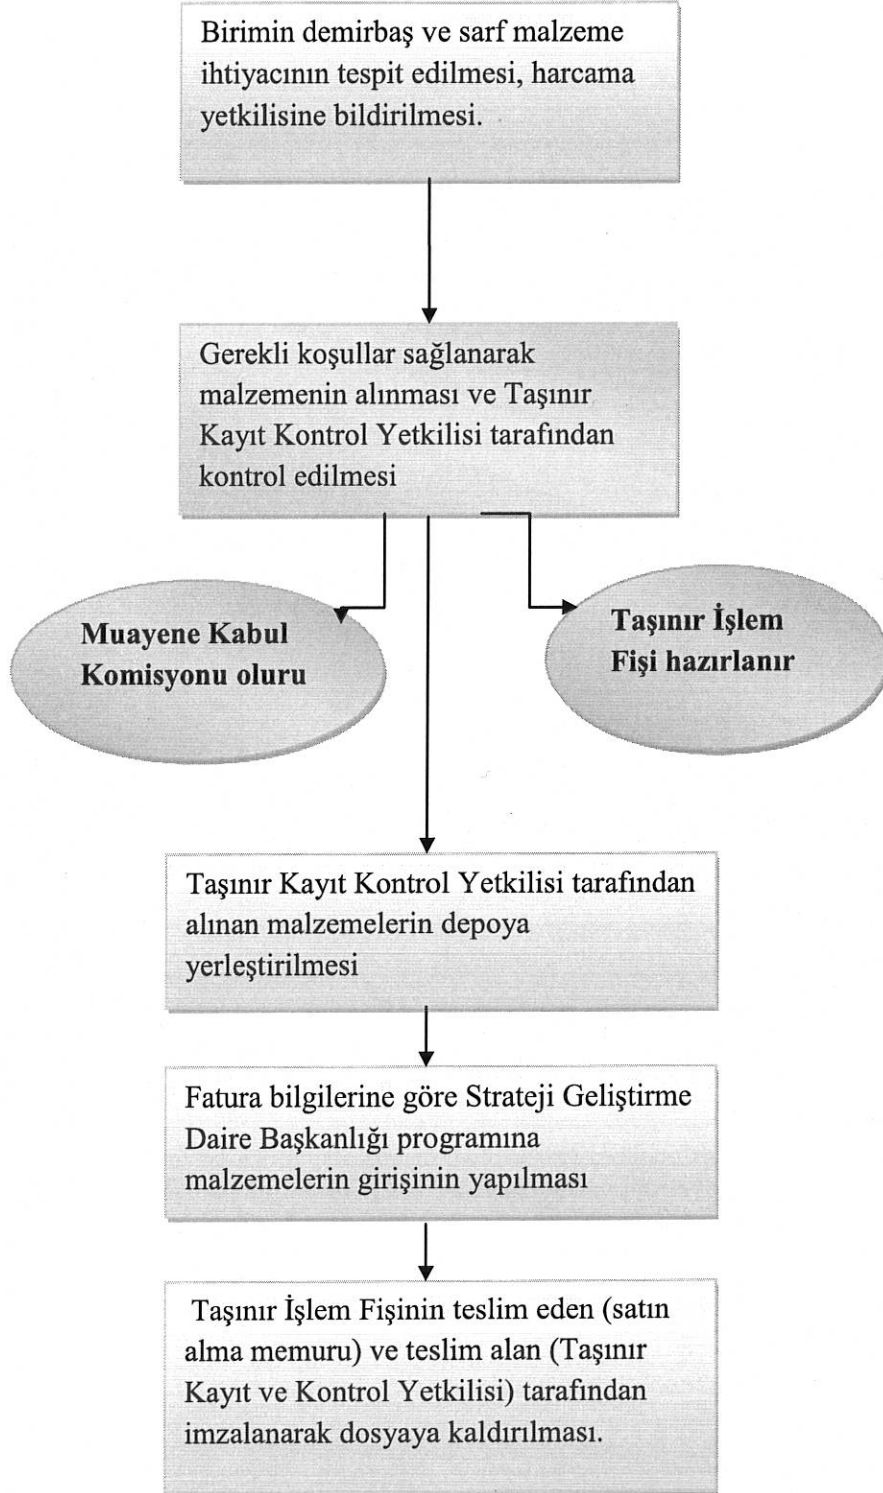 Birimin demirbaş ve sarf malzeme
ihtiyacının tespit edilmesi, harcama
yetkilisine bildirilmesi.
Gerekli koşullar sağlanarak
malzemenin alınması ve Taşınır
Kayıt Kontrol Yetkilisi tarafından
kontrol edilmesi
Muayene Kabul
Komisyonu oluru
Taşınır İşlem
Fişi hazırlanır
Taşınır Kayıt Kontrol Yetkilisi tarafından
alınan malzemelerin depoya
yerleştirilmesi
Fatura bilgilerine göre Strateji Geliştirme
Daire Başkanlığı programına
malzemelerin girişinin yapılması
Taşınır İşlem Fişinin teslim eden (satın
alma memuru) ve teslim alan (Taşınır
Kayıt ve Kontrol Yetkilisi) tarafından
imzalanarak dosyaya kaldırılması.